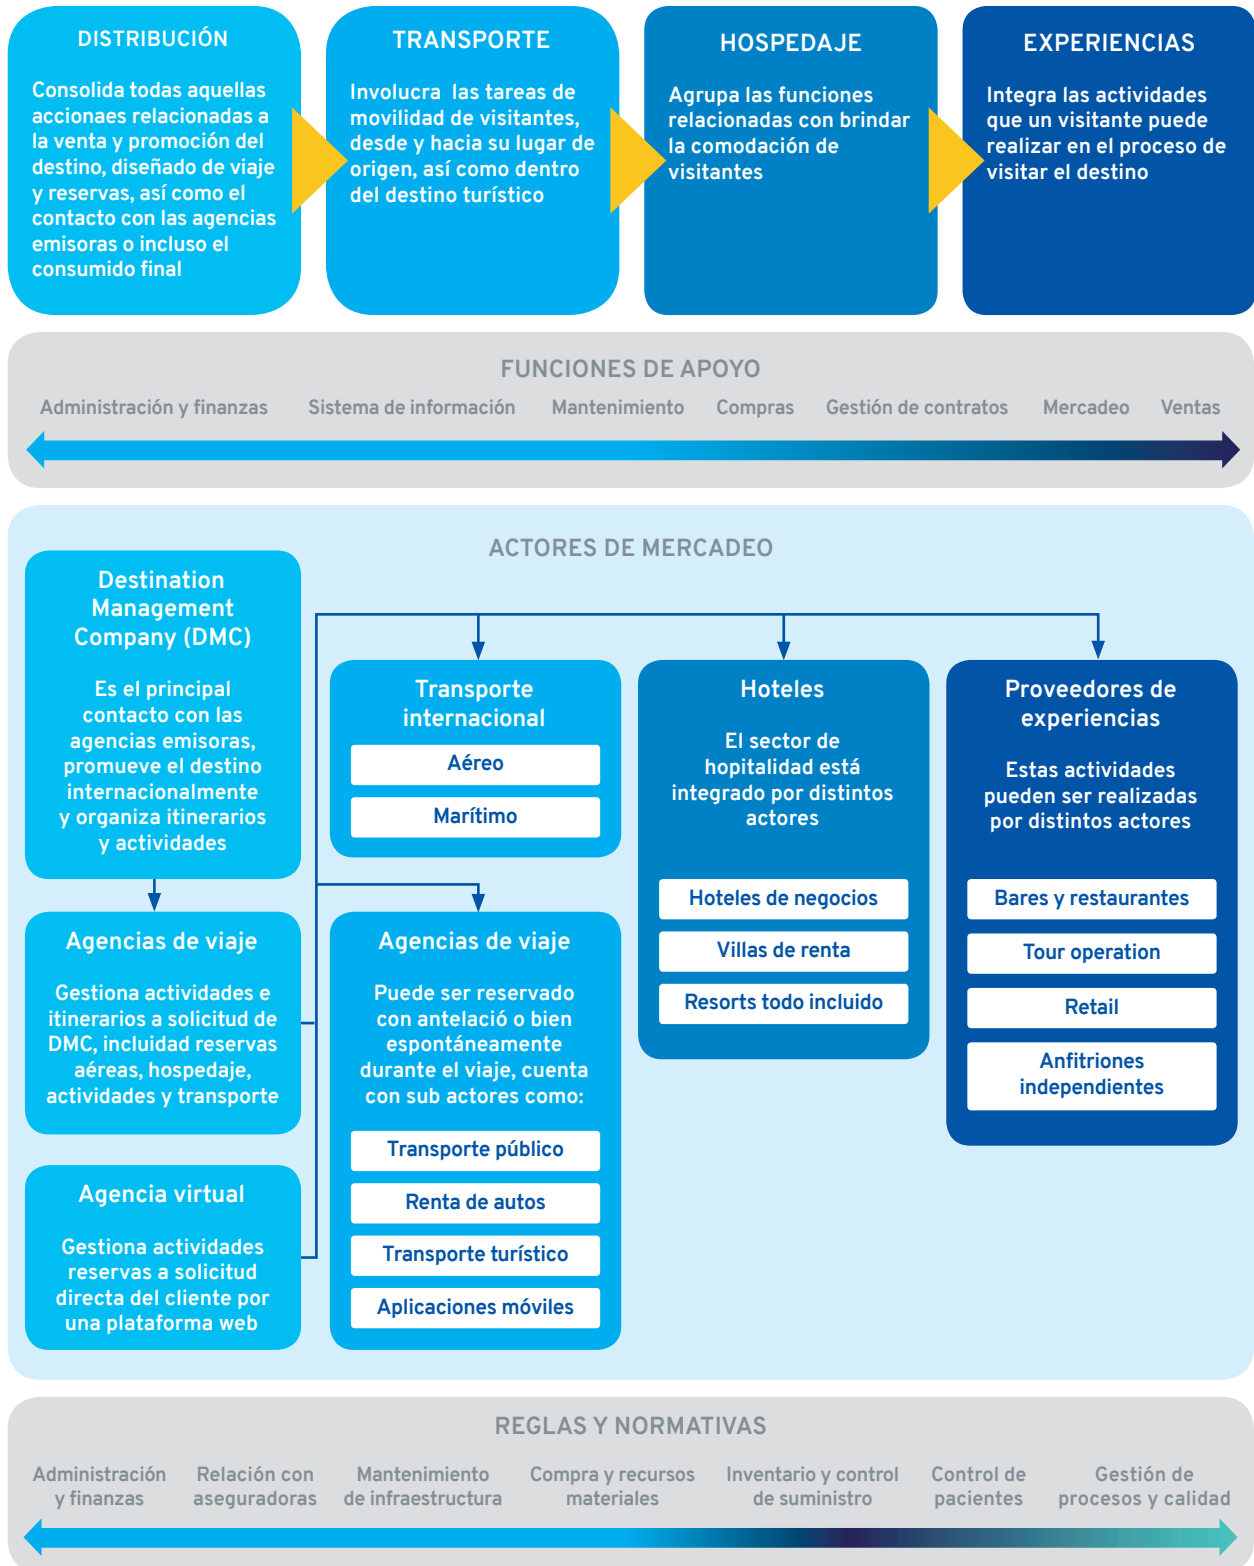 DISTRIBUCIÓN
Consolida todas aquellas
accionaes relacionadas a
la venta y promoción del
destino, diseñado de viaje
y reservas, así como el
contacto con las agencias
emisoras o incluso el
consumido final
TRANSPORTE
Involucra las tareas de
movilidad de visitantes,
desde y hacia su lugar de
origen, así como dentro
del destino turístico
HOSPEDAJE
Agrupa las funciones
relacionadas con brindar
la comodación de
visitantes
EXPERIENCIAS
Integra las actividades
que un visitante puede
realizar en el proceso de
visitar el destino
FUNCIONES DE APOYO
Administración y finanzas
Sistema de información
Mantenimiento
Compras
Gestión de contratos
Mercadeo
Ventas
ACTORES DE MERCADEO
Destination
Management
Company (DMC)
Es el principal
contacto con las
agencias emisoras,
promueve el destino
internacionalmente
y organiza itinerarios
y actividades
Agencias de viaje
Gestiona actividades e
itinerarios a solicitud de
DMC, incluidad reservas
aéreas, hospedaje,
actividades y transporte
Agencia virtual
Gestiona actividades
reservas a solicitud
directa del cliente por
una plataforma web
Transporte
internacional
Aéreo
Marítimo
Agencias de viaje
Puede ser reservado
con antelació o bien
espontáneamente
durante el viaje, cuenta
con sub actores como:
Transporte público
Renta de autos
Transporte turístico
Aplicaciones móviles
Hoteles
El sector de
hopitalidad está
integrado por distintos
actores
Hoteles de negocios
Villas de renta
Resorts todo incluido
Proveedores de
experiencias
Estas actividades
pueden ser realizadas
por distintos actores
Bares y restaurantes
Tour operation
Retail
Anfitriones
independientes
REGLAS Y NORMATIVAS
Administración
y finanzas
Relación con
aseguradoras
Mantenimiento
de infraestructura
Compra y recursos
materiales
Inventario y control
de suministro
Control de
pacientes
Gestión de
procesos y calidad